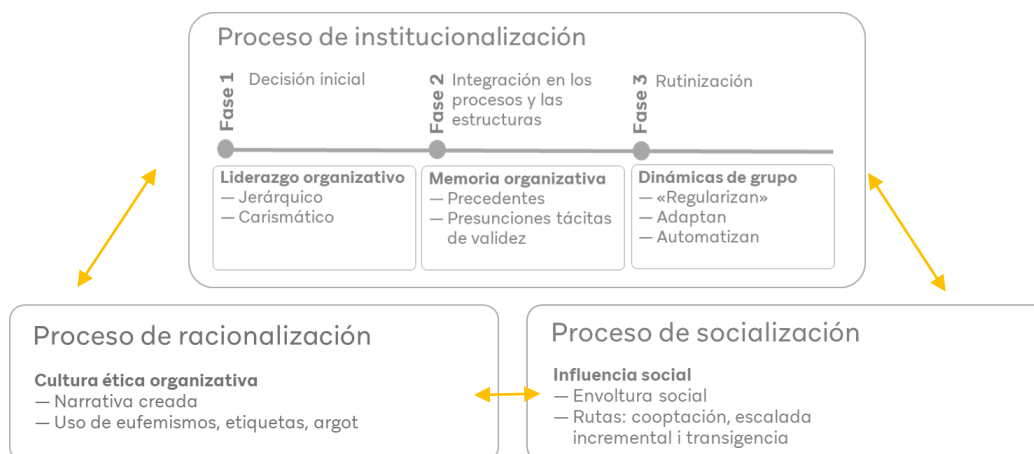 Proceso de institucionalización
Fase 1
Decisión inicial
Fase 2
Integración en los
procesos y las
estructuras
Fase 3
Rutinización
Liderazgo organizativo
— Jerárquico
— Carismático
Memoria organizativa
— Precedentes
— Presunciones tácitas
de validez
Dinámicas de grupo
— «Regularizan»
— Adaptan
— Automatizan
Proceso de racionalización
Cultura ética organizativa
— Narrativa creada
— Uso de eufemismos, etiquetas, argot
Proceso de socialización
Influencia social
— Envoltura social
— Rutas: cooptación, escalada
incremental i transigencia